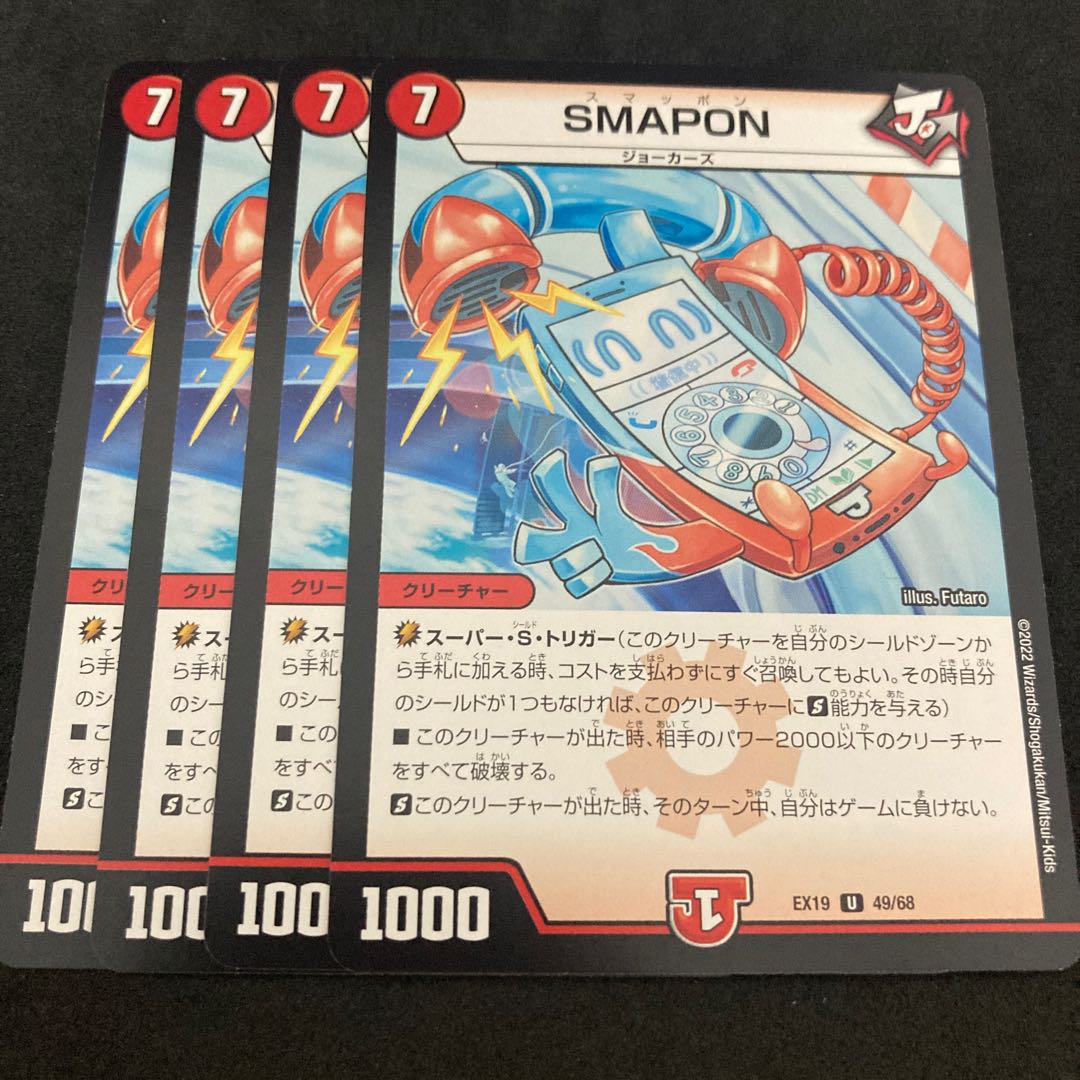 7
7
7
7
スマッポン
SMAPON
ジョーカーズ
Jo
クリー
クリー
クリーチ
クリーチャー
illus. Futaro
スーパー・S・トリガー(このクリーチャーを自分のシールドゾーンか
ら手札に加える時、コストを支払わずにすぐ召喚してもよい。その時自分
のシールドが1つもなければ、このクリーチャーにS能力を与える)
■このクリーチャーが出た時、相手のパワー2000以下のクリーチャー
をすべて破壊する。
Sこのクリーチャーが出た時、そのターン中、自分はゲームに負けない。
©2022 Wizards/Shogakukan/Mitsui-Kids
100
100
100
1000
EX19 U 49/68